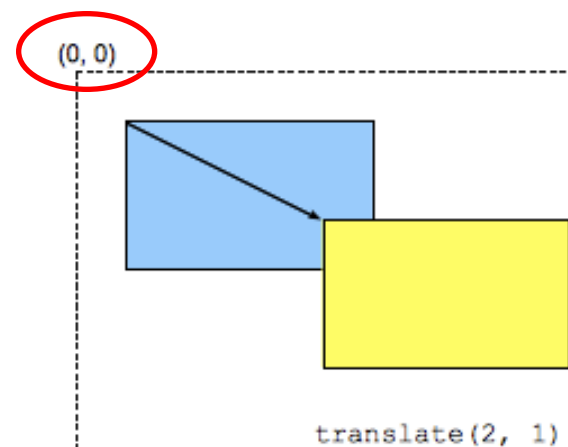 (0, 0)
translate(2, 1)